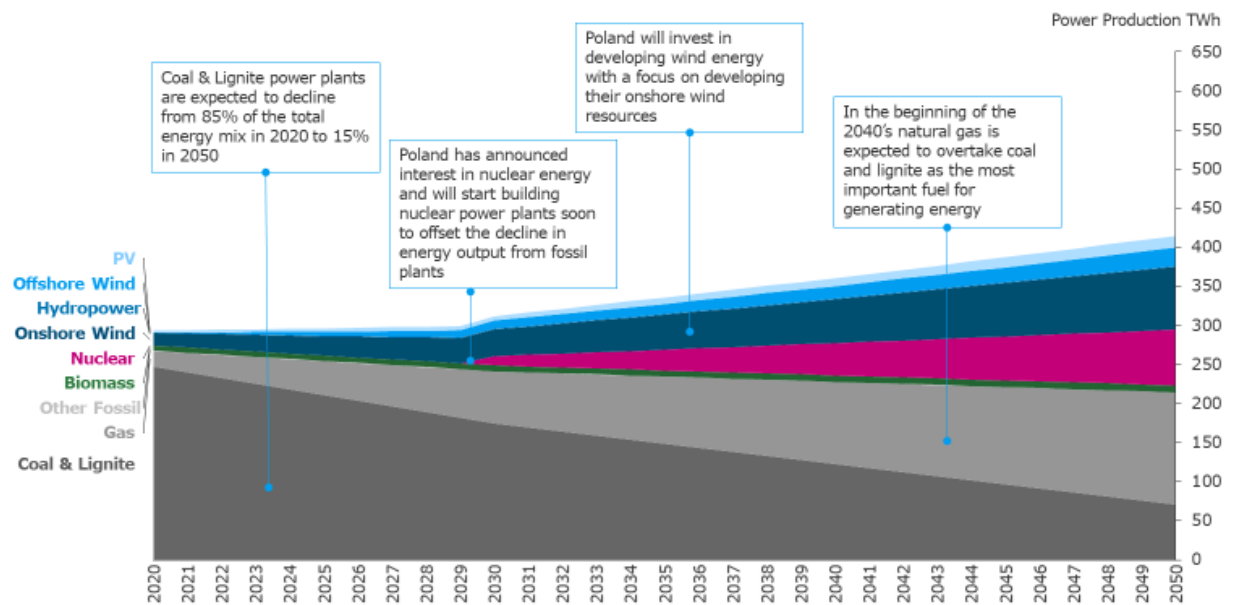 Power Production TWh
Coal & Lignite power plants
are expected to decline
from 85% of the total
energy mix in 2020 to 15%
in 2050
Poland has announced
interest in nuclear energy
and will start building
nuclear power plants soon
to offset the decline in
energy output from fossil
plants
Poland will invest in
developing wind energy
with a focus on developing
their onshore wind
resources
In the beginning of the
2040's natural gas is
expected to overtake coal
and lignite as the most
important fuel for
generating energy
PV
Offshore Wind
Hydropower
Onshore Wind
Nuclear
Biomass
Other Fossil
Gas
Coal & Lignite
650
600
550
500
450
400
350
300
250
200
150
100
50
0
2020
2021
2022
2023
2024
2025
2026
2027
2028
2029
2030
2031
2032
2033
2034
2035
2036
2037
2038
2039
2040
2041
2042
2043
2044
2045
2046
2047
2048
2049
2050